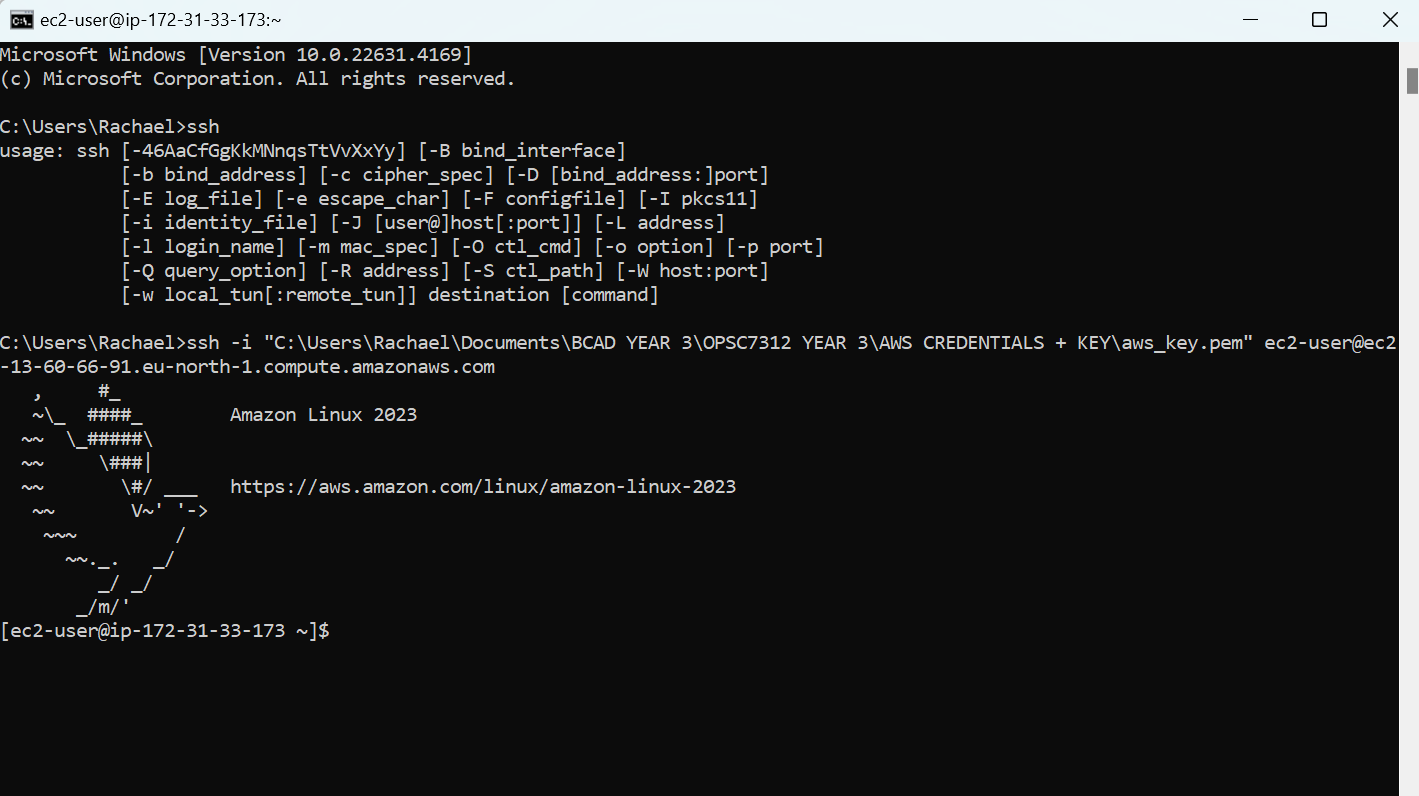 ec2-user@ip-172-31-33-173:~
Microsoft Windows [Version 10.0.22631.4169]
(c) Microsoft Corporation. All rights reserved.

C:\Users\Rachael>ssh
usage: ssh [-46AaCfGgKkMNnqsTtVvXxYy] [-B bind_interface]
           [-b bind_address] [-c cipher_spec] [-D [bind_address:]port]
           [-E log_file] [-e escape_char] [-F configfile] [-I pkcs11]
           [-i identity_file] [-J [user@]host[:port]] [-L address]
           [-l login_name] [-m mac_spec] [-O ctl_cmd] [-o option] [-p port]
           [-Q query_option] [-R address] [-S ctl_path] [-W host:port]
           [-w local_tun[:remote_tun]] destination [command]

C:\Users\Rachael>ssh -i "C:\Users\Rachael\Documents\BCAD YEAR 3\OPSC7312 YEAR 3\AWS CREDENTIALS + KEY\aws_key.pem" ec2-user@ec2
-13-60-66-91.eu-north-1.compute.amazonaws.com
   ,     #_
   ~\_  ####_        Amazon Linux 2023
  ~~  \_#####\
  ~~     \###|
  ~~       \#/ ___   https://aws.amazon.com/linux/amazon-linux-2023
   ~~       V~' '->
    ~~~         /
      ~~._.   _/
         _/ _/
       _/m/'
[ec2-user@ip-172-31-33-173 ~]$